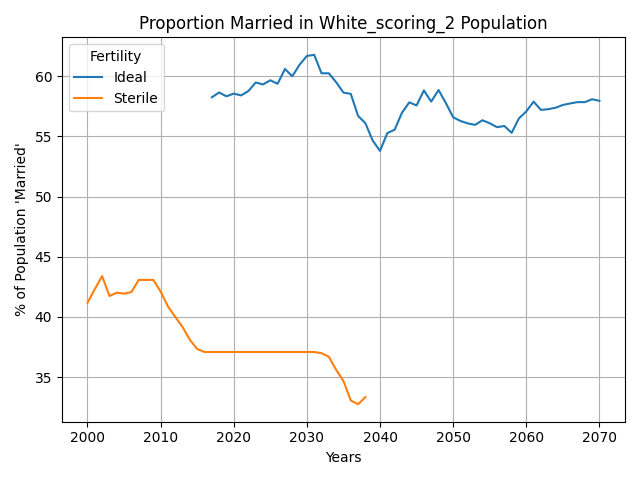 Proportion Married in White_scoring_2 Population
Fertility
Ideal
Sterile
% of Population 'Married'
60
55
50
45
40
35
2000
2010
2020
2030
2040
2050
2060
2070
Years